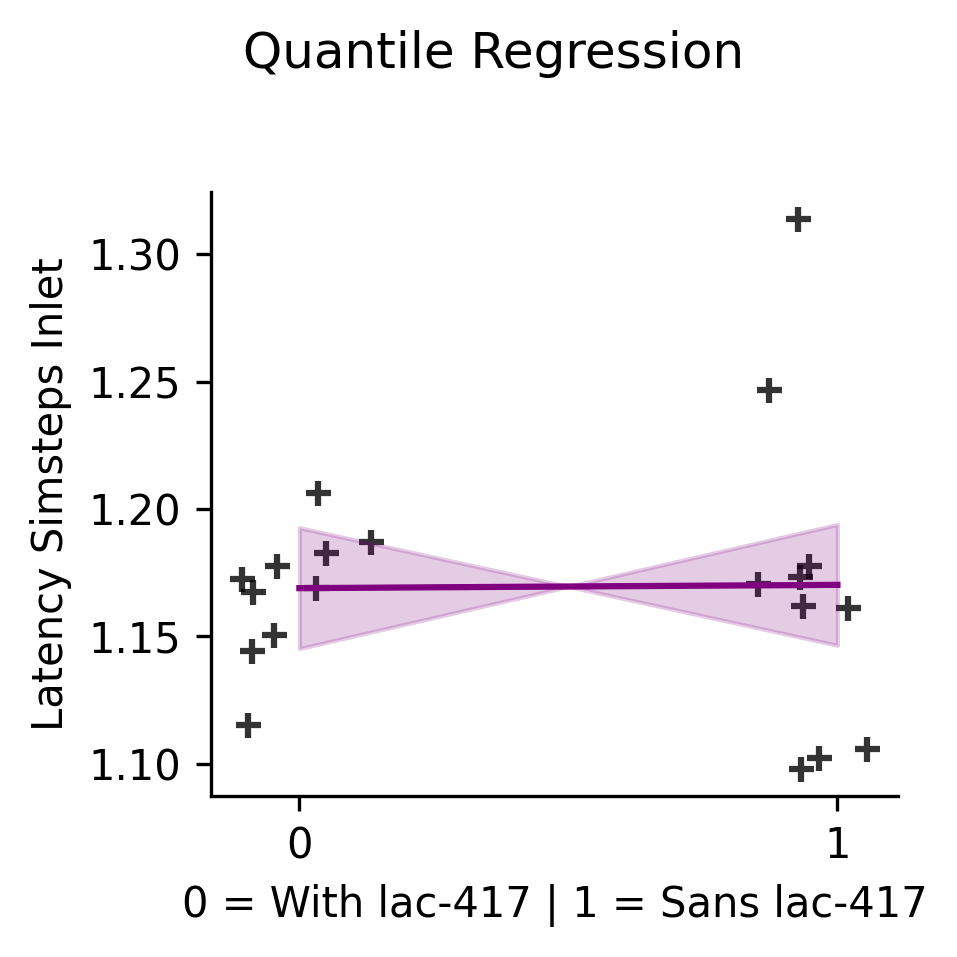 Quantile Regression
Latency Simsteps Inlet
1.30
1.25
1.20
1.15
1.10
0 1
0 = With lac-417 | 1 = Sans lac-417